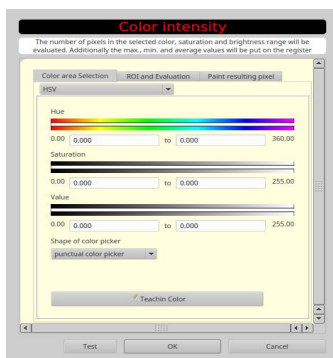 Color intensity
The number of pixels in the selected color, saturation and brightness range will be
evaluated. Additionally the max., min. and average values will be put on the register
Color area Selection ROI and Evaluation Paint resulting pixel
HSV
Hue
0.00 0.000 to 0.000 360.00
Saturation
0.00 0.000 to 0.000 255.00
Value
0.00 0.000 to 0.000 255.00
Shape of color picker
punctual color picker
Teachin Color
Test OK Cancel